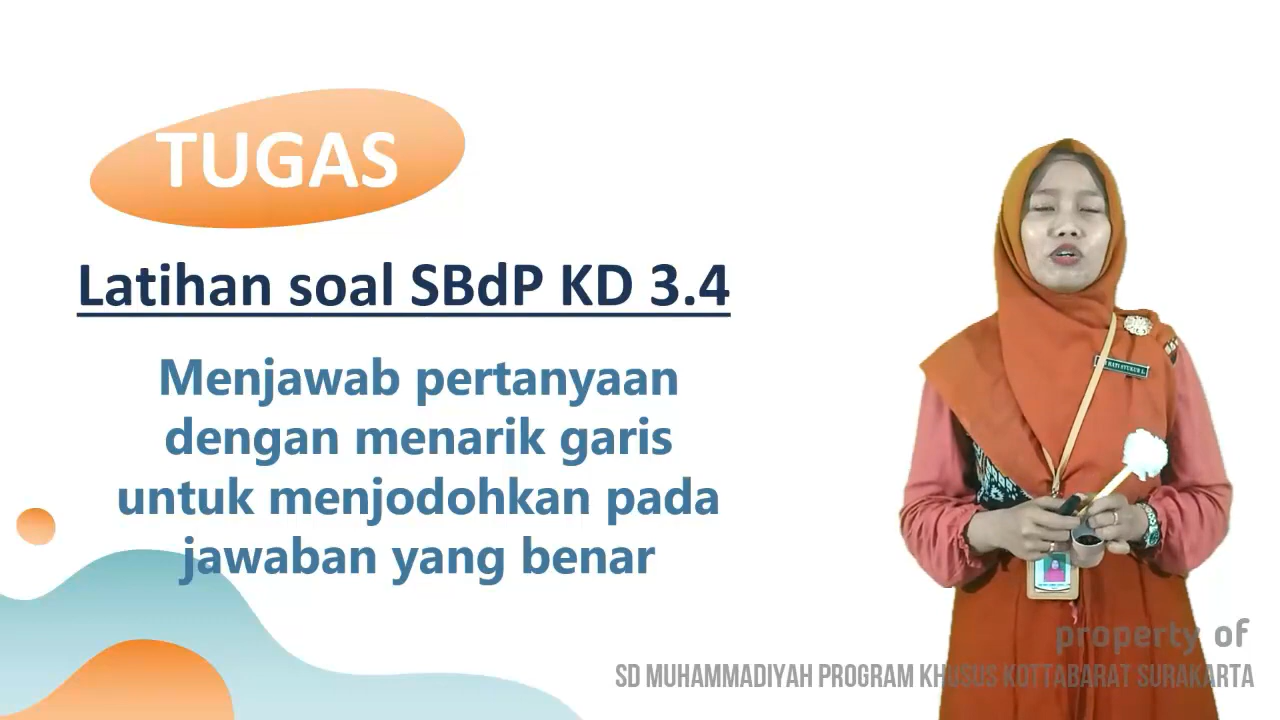 TUGAS
Latihan soal SBdP KD 3.4
Menjawab pertanyaan
dengan menarik garis
untuk menjodohkan pada
jawaban yang benar
property of
SD MUHAMMADIYAH PROGRAM KHUSUS KOTTABARAT SURAKARTA